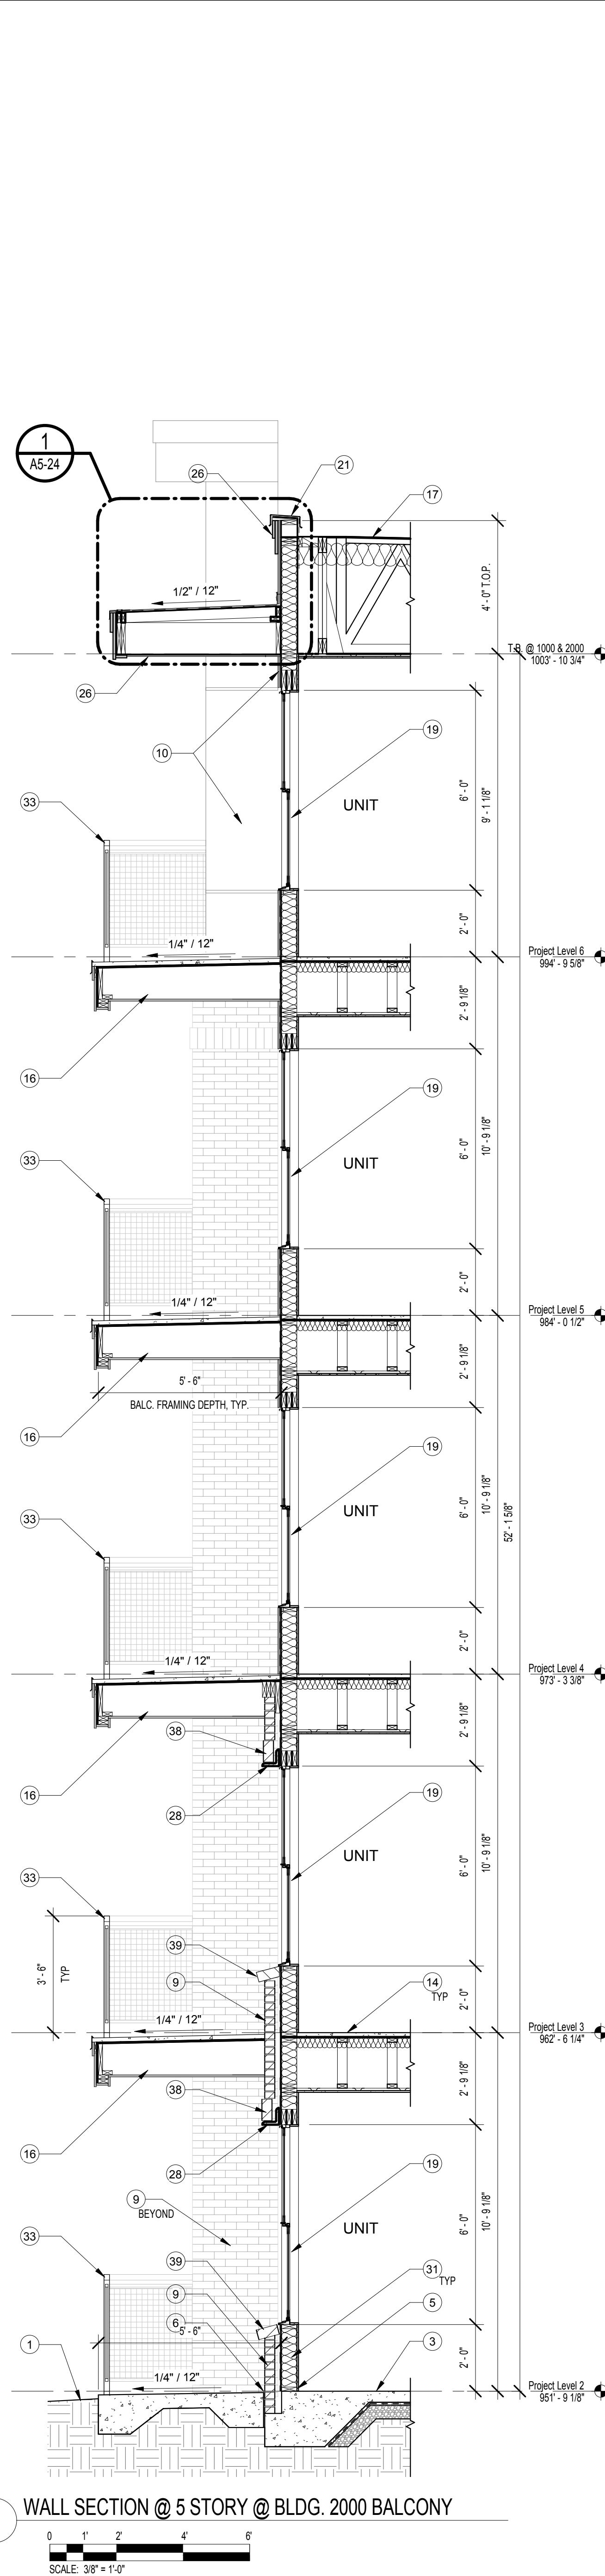 1
A5-24
26
21
17
1/2" / 12"
4' - 0" T.O.P.
T.B. @ 1000 & 2000
1003' - 10 3/4"
26
10
19
UNIT
6' - 0"
9' - 1 1/8"
33
2' - 0"
1/4" / 12"
Project Level 6
994' - 9 5/8"
2' - 9 1/8"
16
19
UNIT
6' - 0"
10' - 9 1/8"
33
2' - 0"
1/4" / 12"
Project Level 5
984' - 0 1/2"
2' - 9 1/8"
5' - 6"
BALC. FRAMING DEPTH, TYP.
16
19
UNIT
6' - 0"
10' - 9 1/8"
52' - 1 5/8"
33
2' - 0"
1/4" / 12"
Project Level 4
973' - 3 3/8"
2' - 9 1/8"
38
16
28
19
UNIT
6' - 0"
10' - 9 1/8"
33
39
3' - 6"
TYP
9
14
TYP
2' - 0"
1/4" / 12"
Project Level 3
962' - 6 1/4"
2' - 9 1/8"
38
16
28
19
9
BEYOND
UNIT
6' - 0"
10' - 9 1/8"
33
39
31
TYP
9
6
5' - 6"
5
1
3
2' - 0"
1/4" / 12"
Project Level 2
951' - 9 1/8"
WALL SECTION @ 5 STORY @ BLDG. 2000 BALCONY
0 1' 2' 4' 6'
SCALE: 3/8" = 1'-0"